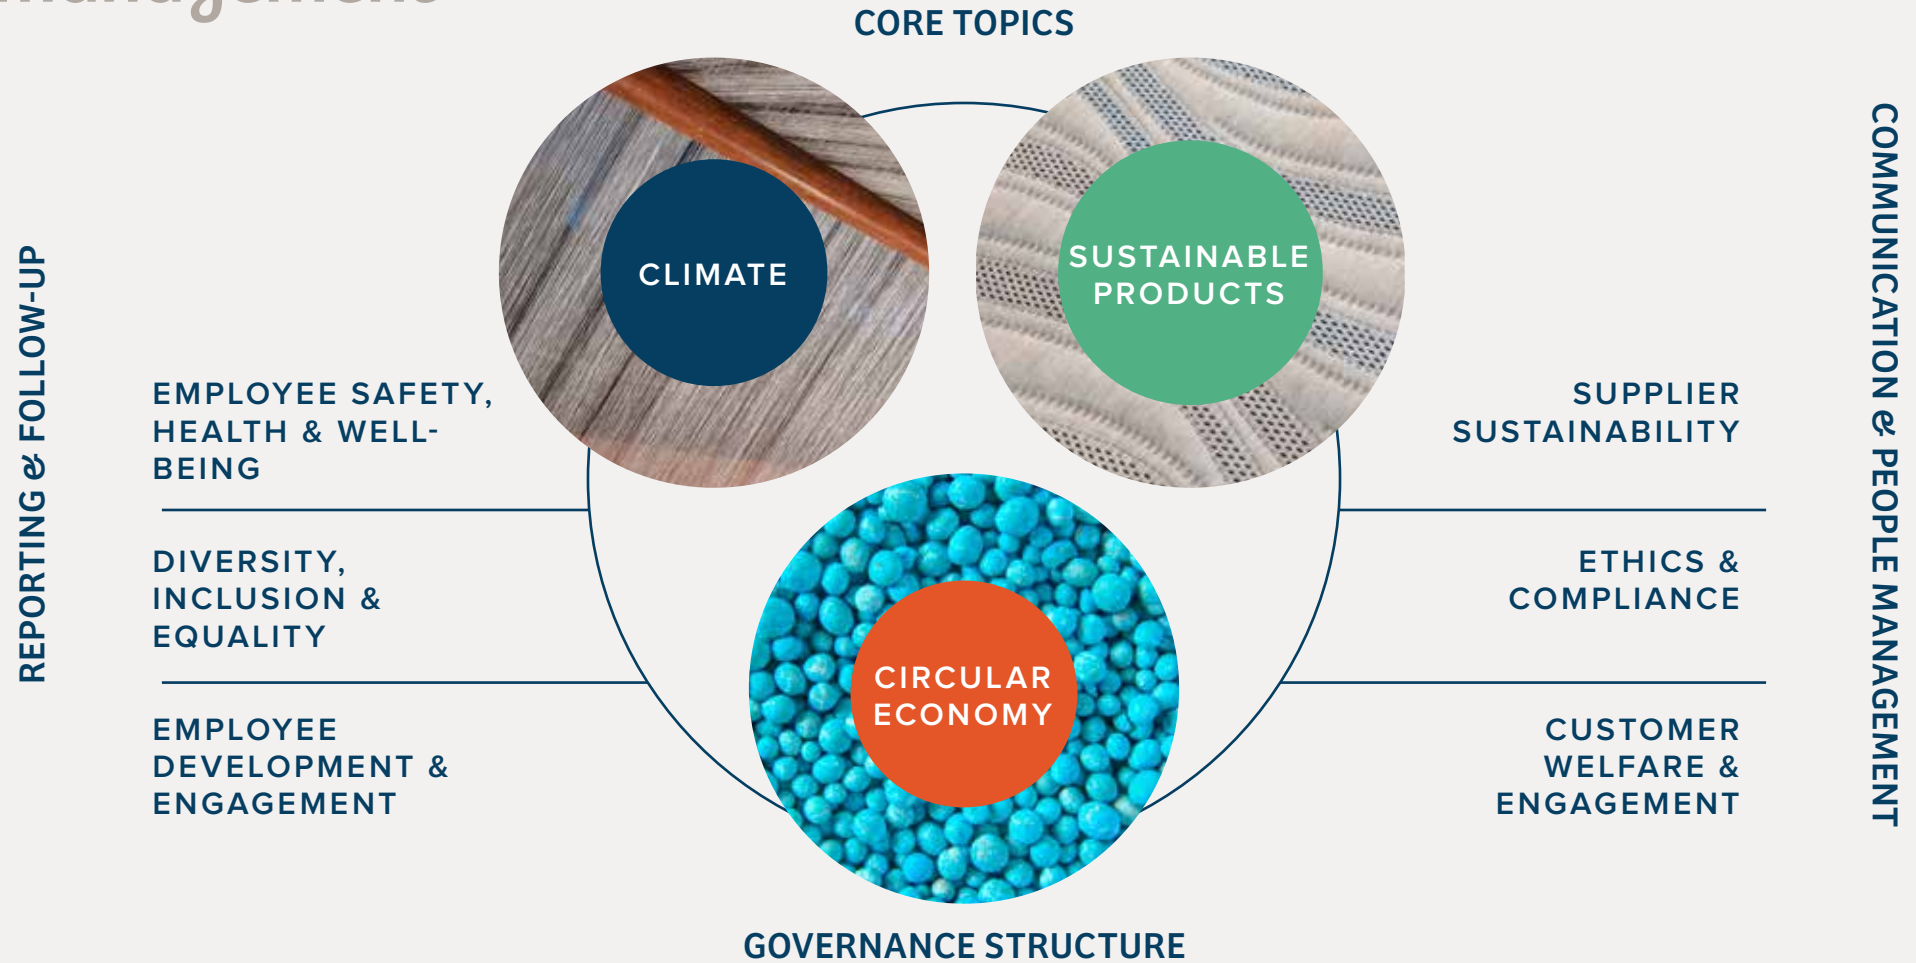 management
CORE TOPICS
CLIMATE
SUSTAINABLE
PRODUCTS
CIRCULAR
ECONOMY
REPORTING & FOLLOW-UP
EMPLOYEE SAFETY,
HEALTH & WELL-
BEING
DIVERSITY,
INCLUSION &
EQUALITY
EMPLOYEE
DEVELOPMENT &
ENGAGEMENT
SUPPLIER
SUSTAINABILITY
ETHICS &
COMPLIANCE
CUSTOMER
WELFARE &
ENGAGEMENT
COMMUNICATION & PEOPLE MANAGEMENT
GOVERNANCE STRUCTURE